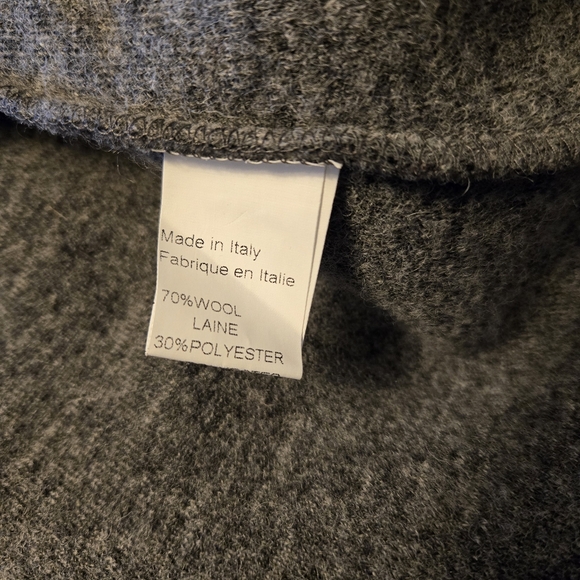 Made in Italy
Fabrique en Italie
70%WOOL
LAINE
30%POLYESTER